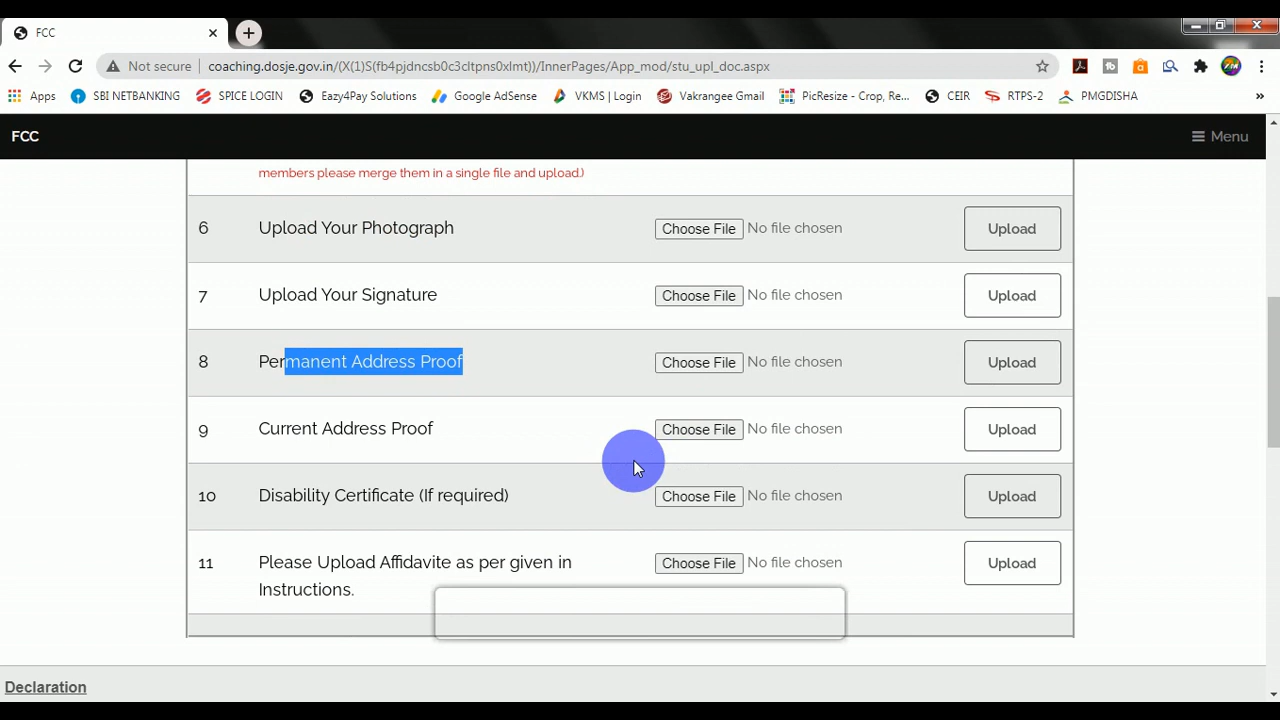 FCC
Not secure
coaching.dosje.gov.in/(X(1)S(fb4pjdncsb0c3cltpns0xlmt))/InnerPages/App_mod/stu_upl_doc.aspx
Apps SBI NETBANKING SPICE LOGIN Eazy4Pay Solutions Google AdSense VKMS | Login Vakrangee Gmail PicResize - Crop, Re... CEIR RTPS-2 PMGDISHA »
FCC Menu
members please merge them in a single file and upload.)
6 Upload Your Photograph Choose File No file chosen Upload
7 Upload Your Signature Choose File No file chosen Upload
8 Permanent Address Proof Choose File No file chosen Upload
9 Current Address Proof Choose File No file chosen Upload
10 Disability Certificate (If required) Choose File No file chosen Upload
11 Please Upload Affidavite as per given in Choose File No file chosen Upload
Instructions.
Declaration